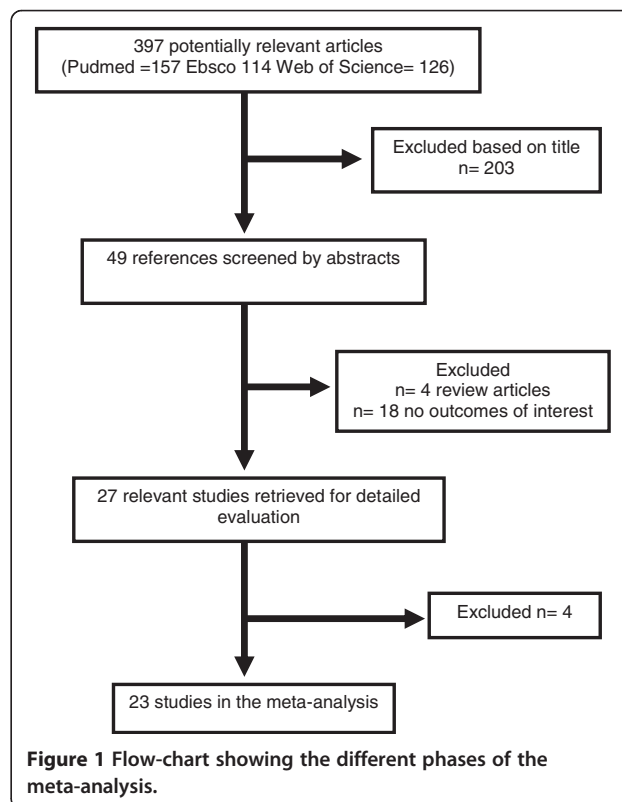 397 potentially relevant articles
(Pudmed =157 Ebsco 114 Web of Science= 126)
Excluded based on title
n= 203
49 references screened by abstracts
Excluded
n= 4 review articles
n= 18 no outcomes of interest
27 relevant studies retrieved for detailed
evaluation
Excluded n= 4
23 studies in the meta-analysis
Figure 1 Flow-chart showing the different phases of the
meta-analysis.